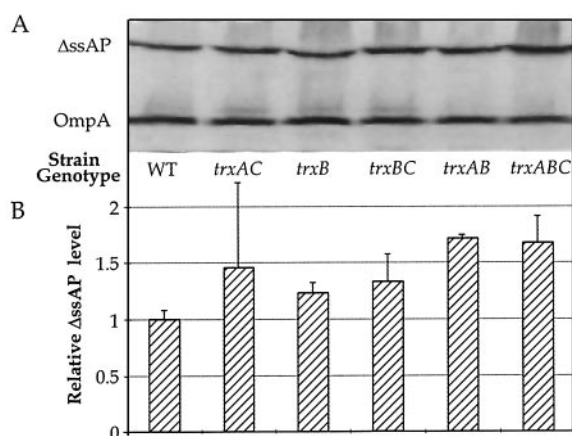 A
ΔssAP
OmpA
Strain Genotype WT trxAC trxB trxBC trxAB trxABC
B
Relative ΔssAP level
2
1.5
1
0.5
0